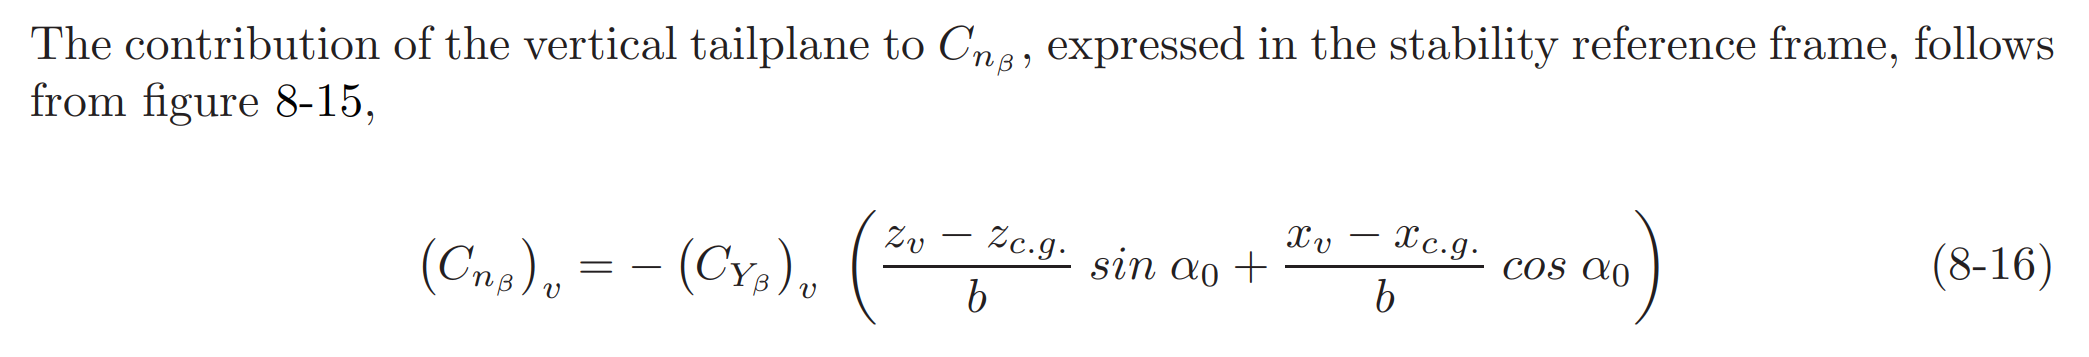 The contribution of the vertical tailplane to $C_{n_\beta}$, expressed in the stability reference frame, follows
from figure 8-15,
$$\left(C_{n_\beta}\right)_v = -\left(C_{Y_\beta}\right)_v \left(\frac{z_v - z_{c.g.}}{b}\ sin\ \alpha_0 + \frac{x_v - x_{c.g.}}{b}\ cos\ \alpha_0\right)$$ (8-16)